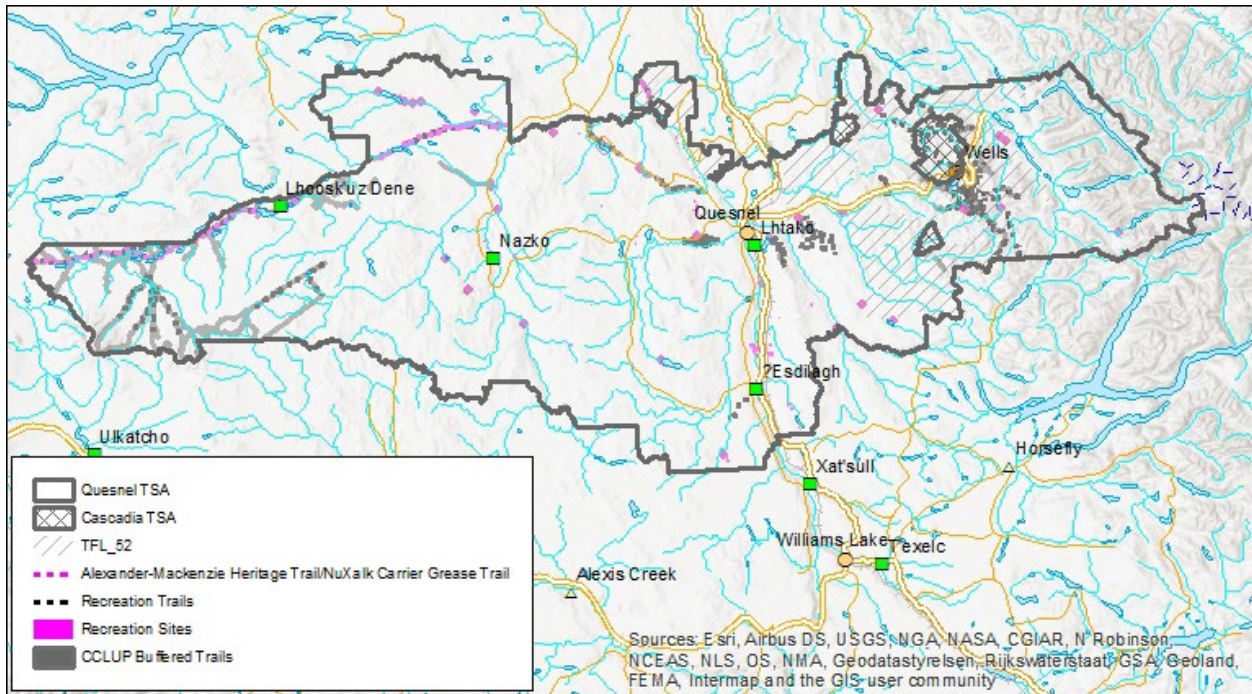 Wells
Lhooskuz Dene
Quesnel
Lhtako
Nazko
?Esdilagh
Ulkatcho
Horsefly
Xat'sull
Williams Lake
T'exelc
Alexis Creek
Quesnel TSA
Cascadia TSA
TFL_52
Alexander-Mackenzie Heritage Trail/NuXalk Carrier Grease Trail
Recreation Trails
Recreation Sites
CCLUP Buffered Trails
Sources: Esri, Airbus DS, USGS, NGA, NASA, CGIAR, N Robinson,
NCEAS, NLS, OS, NMA, Geodatastyrelsen, Rijkswaterstaat, GSA, Geoland,
FEMA, Intermap and the GIS user community